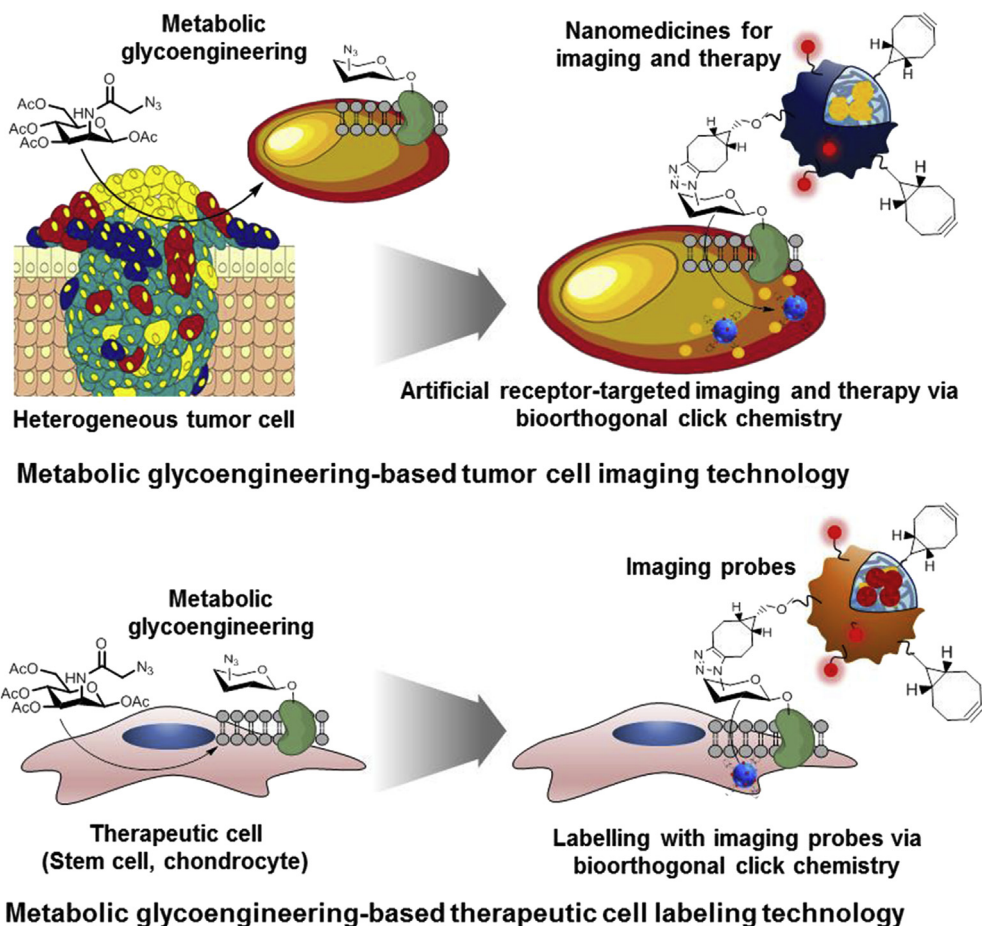 Metabolic
glycoengineering
N3
O
O
Nanomedicines for
imaging and therapy
H
H
O
N3
AcO
HN
AcO
O
AcO
OAc
O
H
H
N
N
N
O
O
H
H
Heterogeneous tumor cell
Artificial receptor-targeted imaging and therapy via
bioorthogonal click chemistry
Metabolic glycoengineering-based tumor cell imaging technology
Imaging probes
H
H
Metabolic
glycoengineering
O
N3
AcO
HN
AcO
O
AcO
OAc
N3
O
O
O
H
H
N
N
N
O
O
H
H
Therapeutic cell
(Stem cell, chondrocyte)
Labelling with imaging probes via
bioorthogonal click chemistry
Metabolic glycoengineering-based therapeutic cell labeling technology